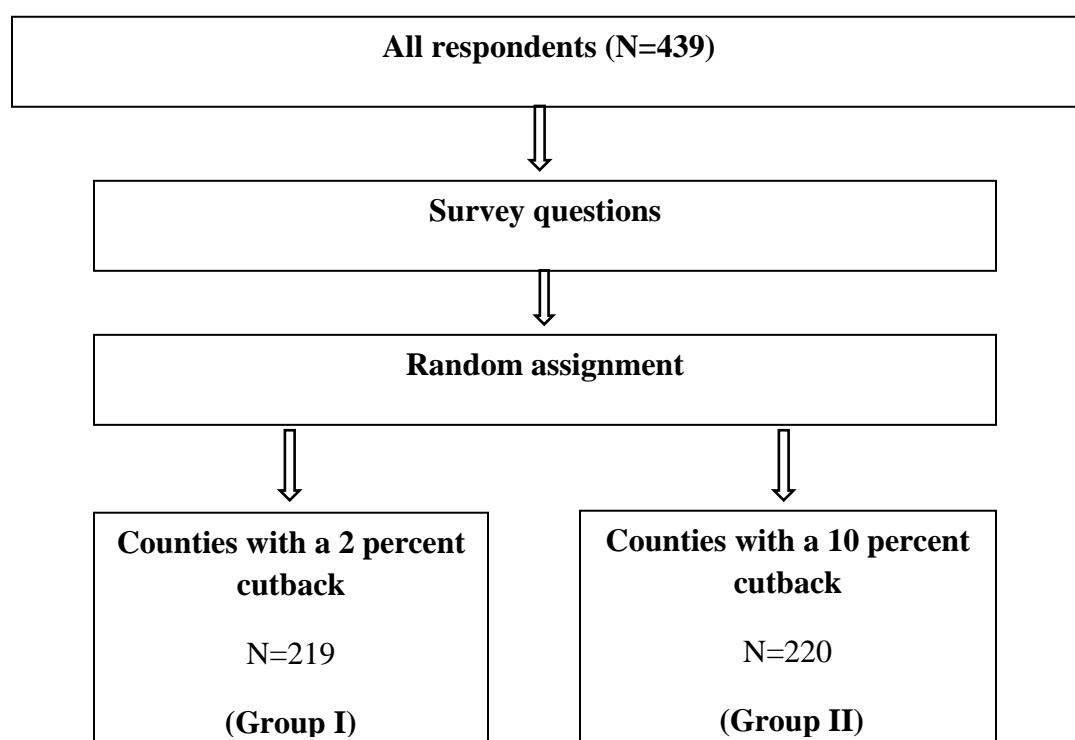 All respondents (N=439)
Survey questions
Random assignment
Counties with a 2 percent
cutback
N=219
(Group I)
Counties with a 10 percent
cutback
N=220
(Group II)